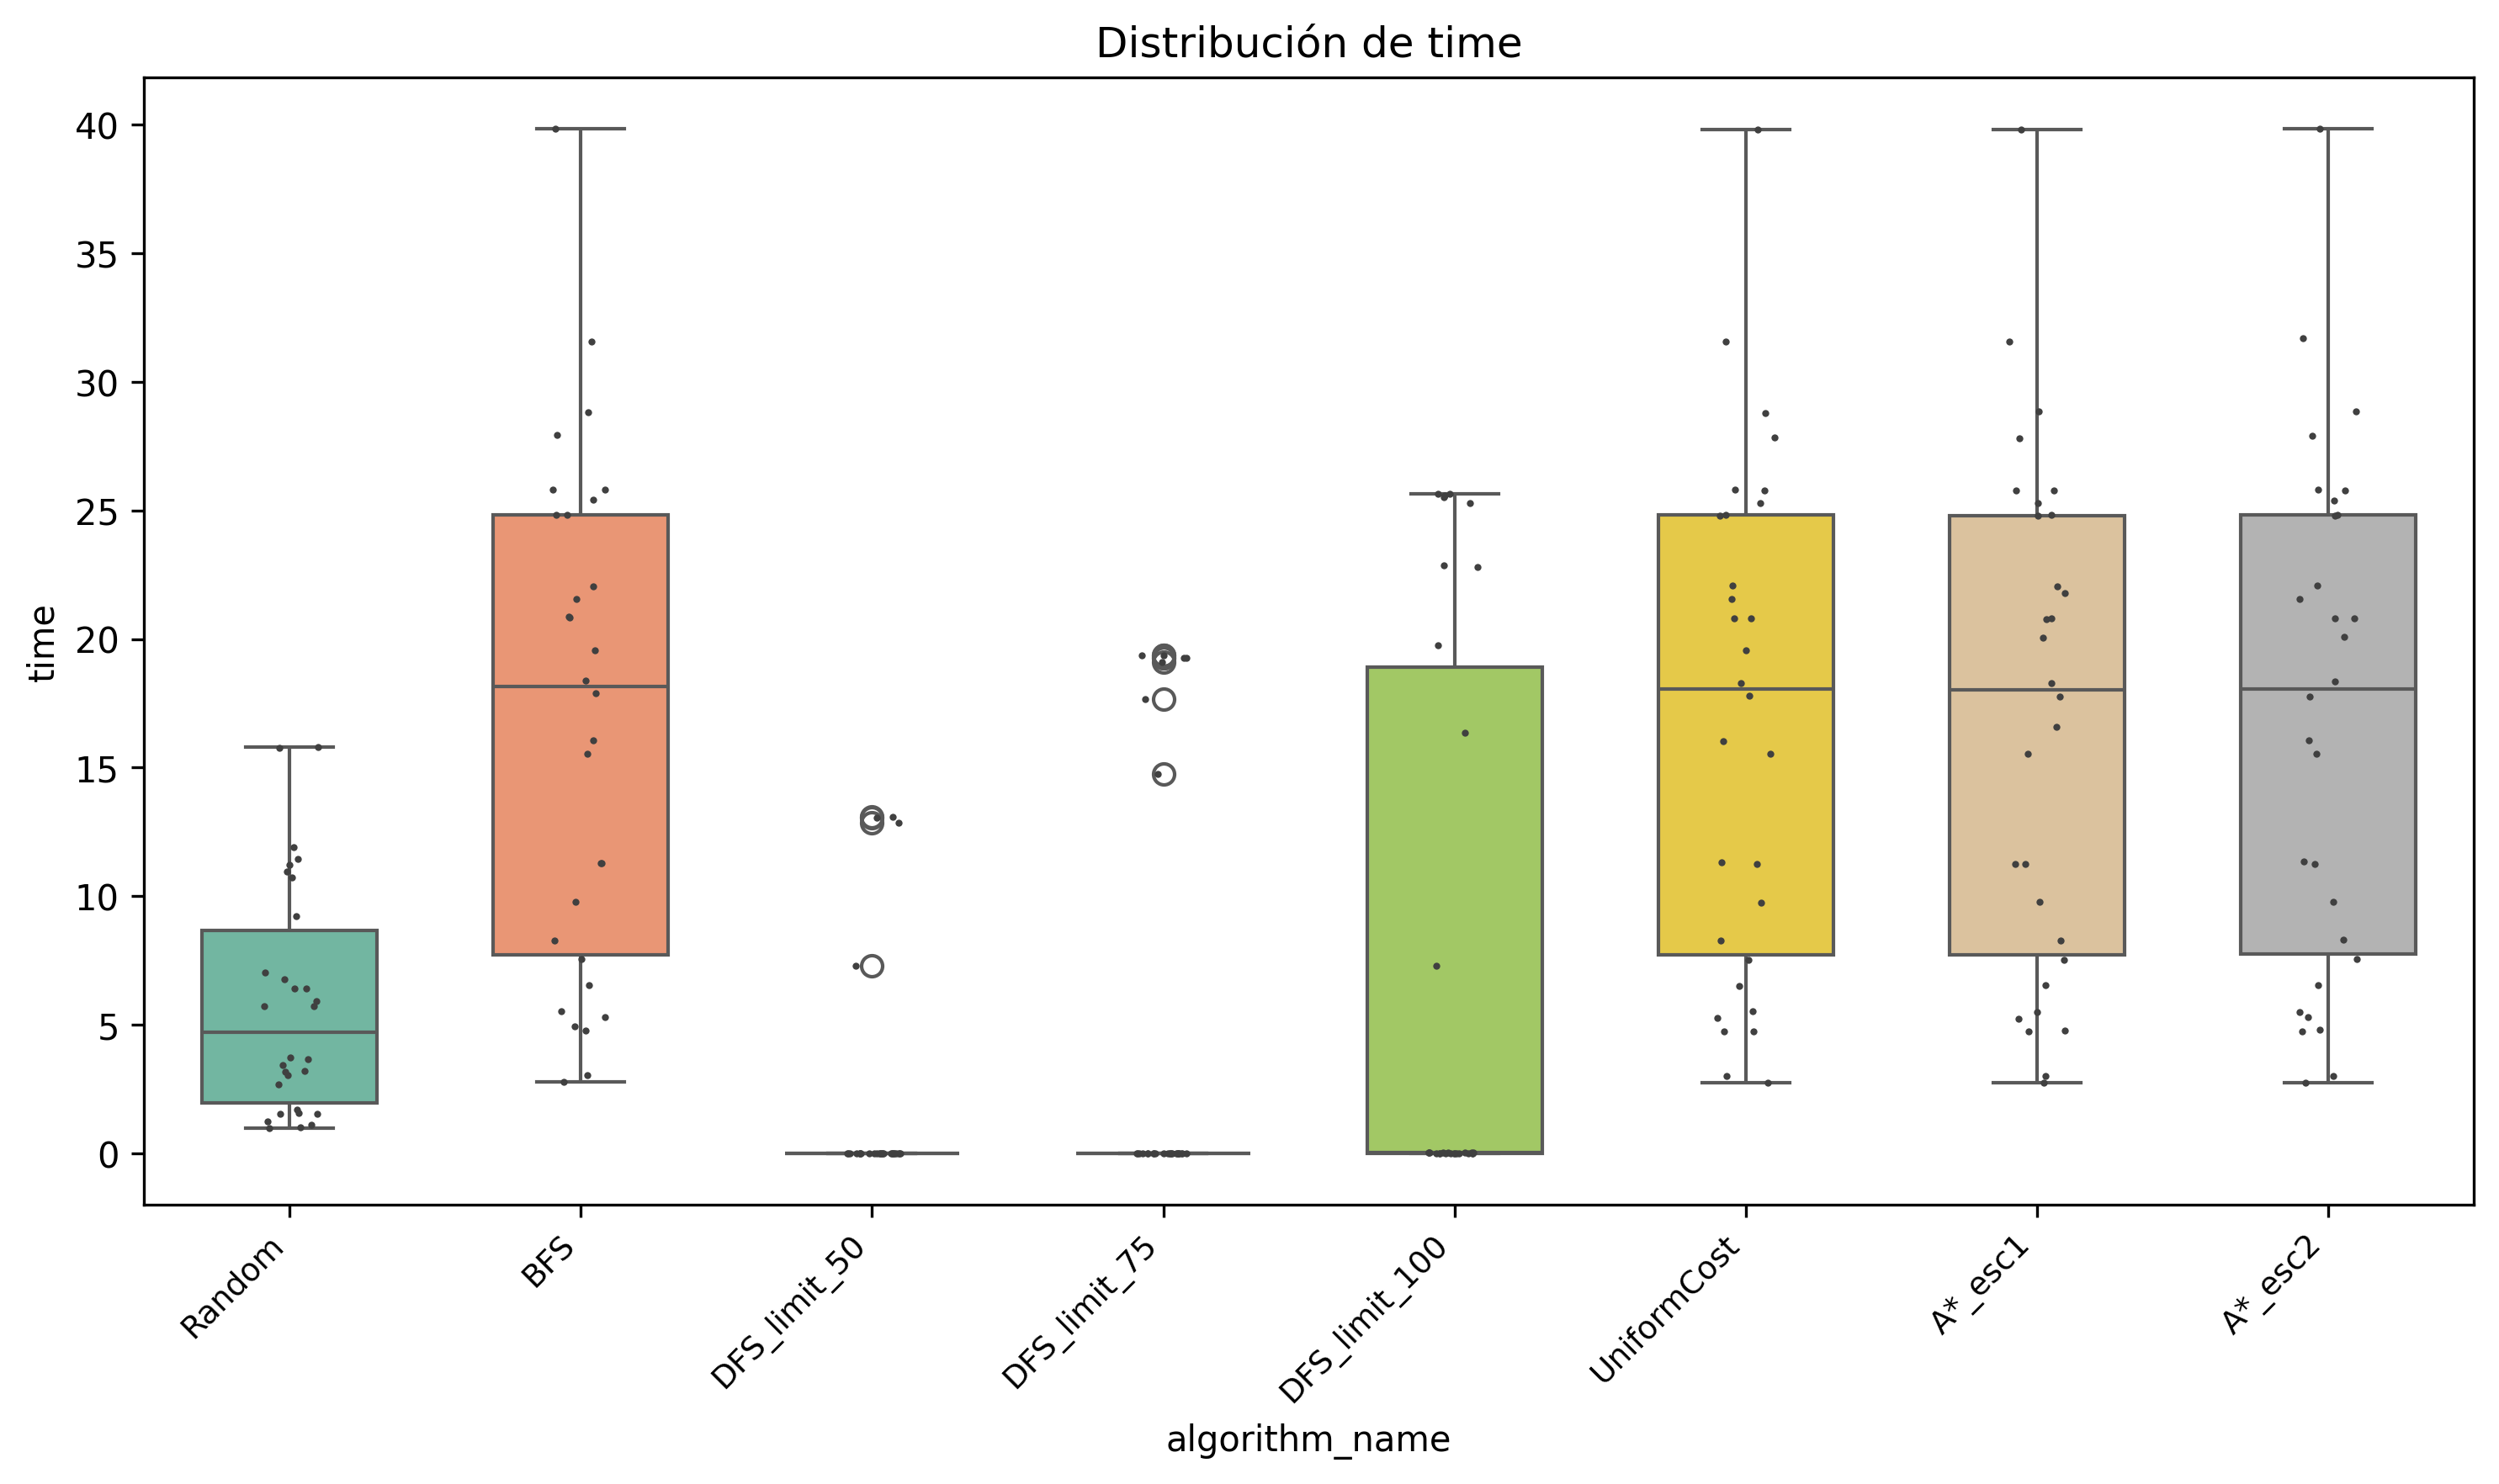 Distribución de time
time
40
35
30
25
20
15
10
5
0
Random
BFS
DFS_limit_50
DFS_limit_75
DFS_limit_100
UniformCost
A*_esc1
A*_esc2
algorithm_name